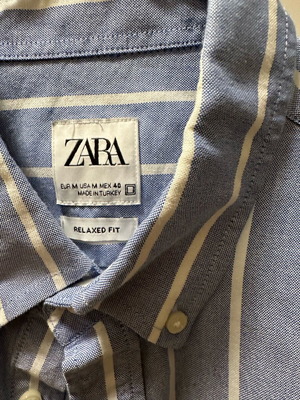 ZARA
EUR M USA M MEX 40
MADE IN TURKEY
RELAXED FIT